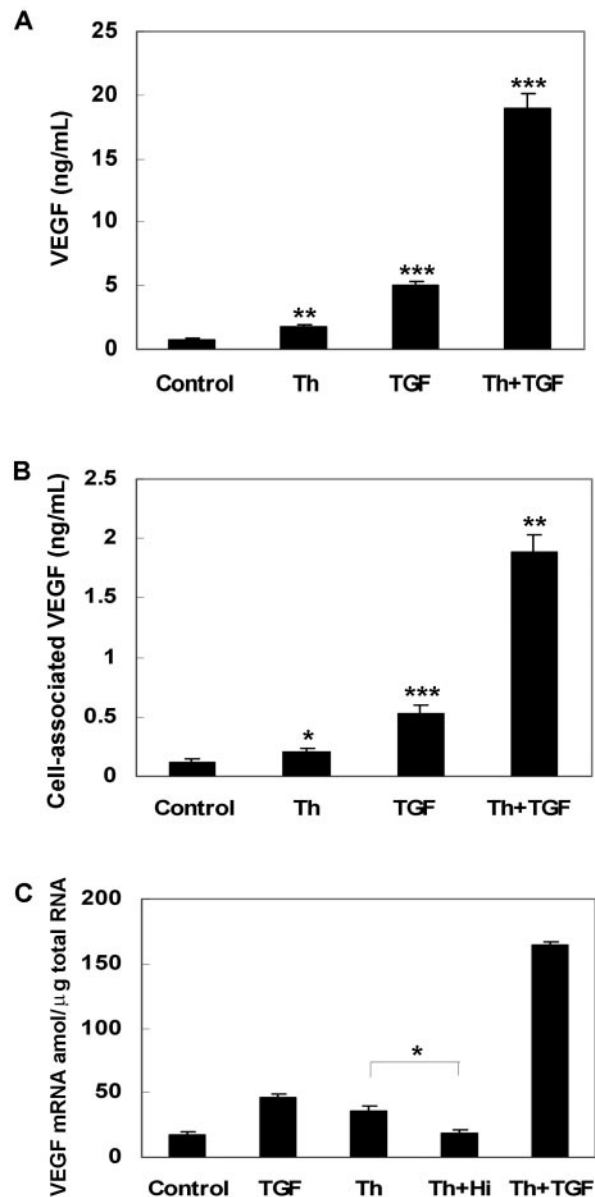 A
VEGF (ng/mL)
25
20
15
10
5
0
**
***
***
Control Th TGF Th+TGF
B
Cell-associated VEGF (ng/mL)
2.5
2
1.5
1
0.5
0
*
***
**
Control Th TGF Th+TGF
C
VEGF mRNA amol/μg total RNA
200
150
100
50
0
*
Control TGF Th Th+Hi Th+TGF